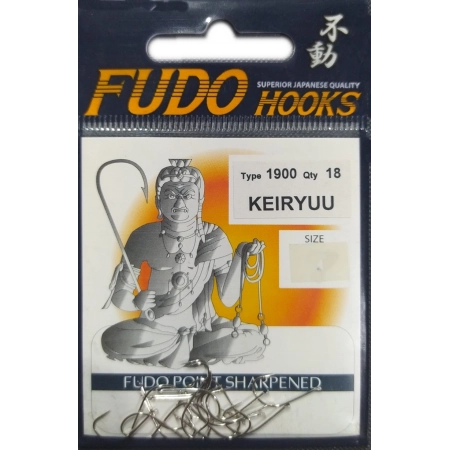 不動
FUDO HOOKS
SUPERIOR JAPANESE QUALITY
Type 1900 Qty 18
KEIRYUU
SIZE
FUDO POINT SHARPENED